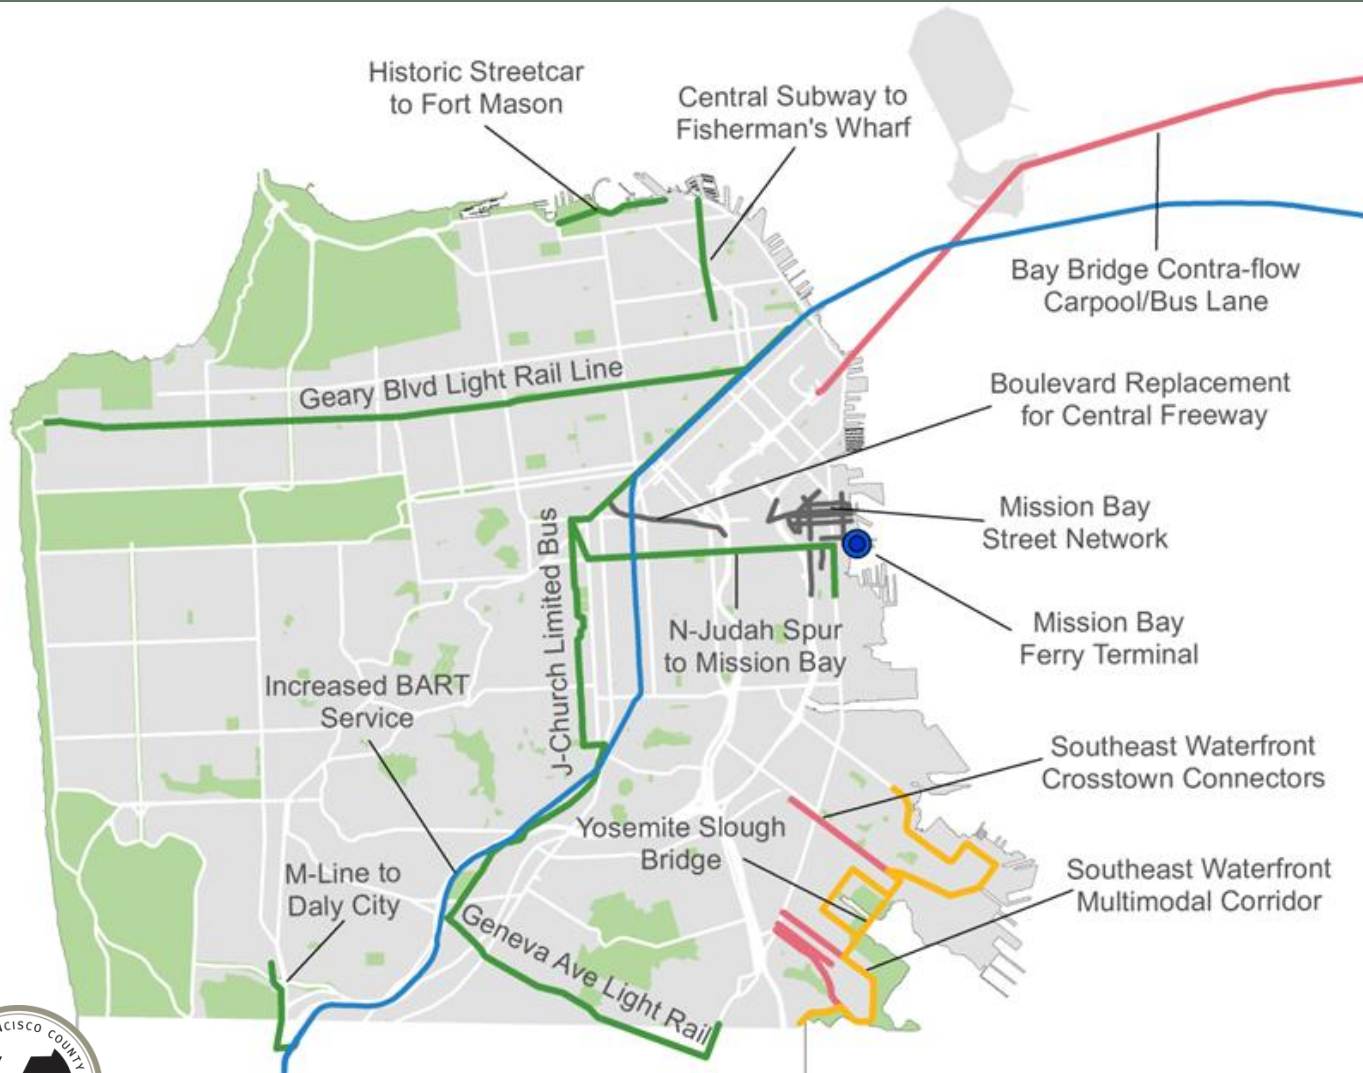 Historic Streetcar
to Fort Mason
Central Subway to
Fisherman's Wharf
Bay Bridge Contra-flow
Carpool/Bus Lane
Geary Blvd Light Rail Line
Boulevard Replacement
for Central Freeway
Mission Bay
Street Network
J-Church Limited Bus
N-Judah Spur
to Mission Bay
Mission Bay
Ferry Terminal
Increased BART
Service
Southeast Waterfront
Crosstown Connectors
Yosemite Slough
Bridge
M-Line to
Daly City
Southeast Waterfront
Multimodal Corridor
Geneva Ave Light Rail
COUNTY